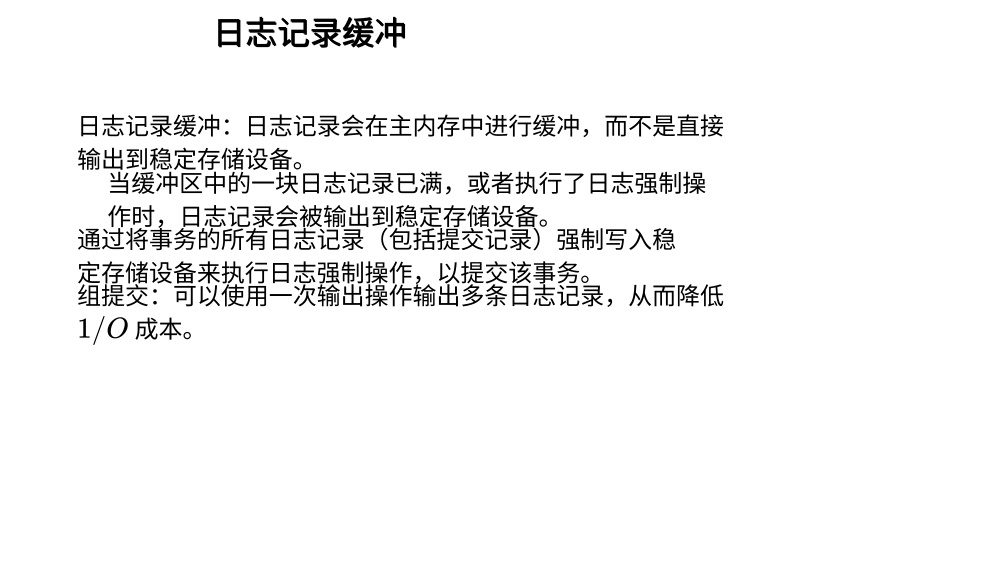 日志记录缓冲
日志记录缓冲：日志记录会在主内存中进行缓冲，而不是直接
输出到稳定存储设备。
当缓冲区中的一块日志记录已满，或者执行了日志强制操
作时，日志记录会被输出到稳定存储设备。
通过将事务的所有日志记录（包括提交记录）强制写入稳
定存储设备来执行日志强制操作，以提交该事务。
组提交：可以使用一次输出操作输出多条日志记录，从而降低
1/O 成本。